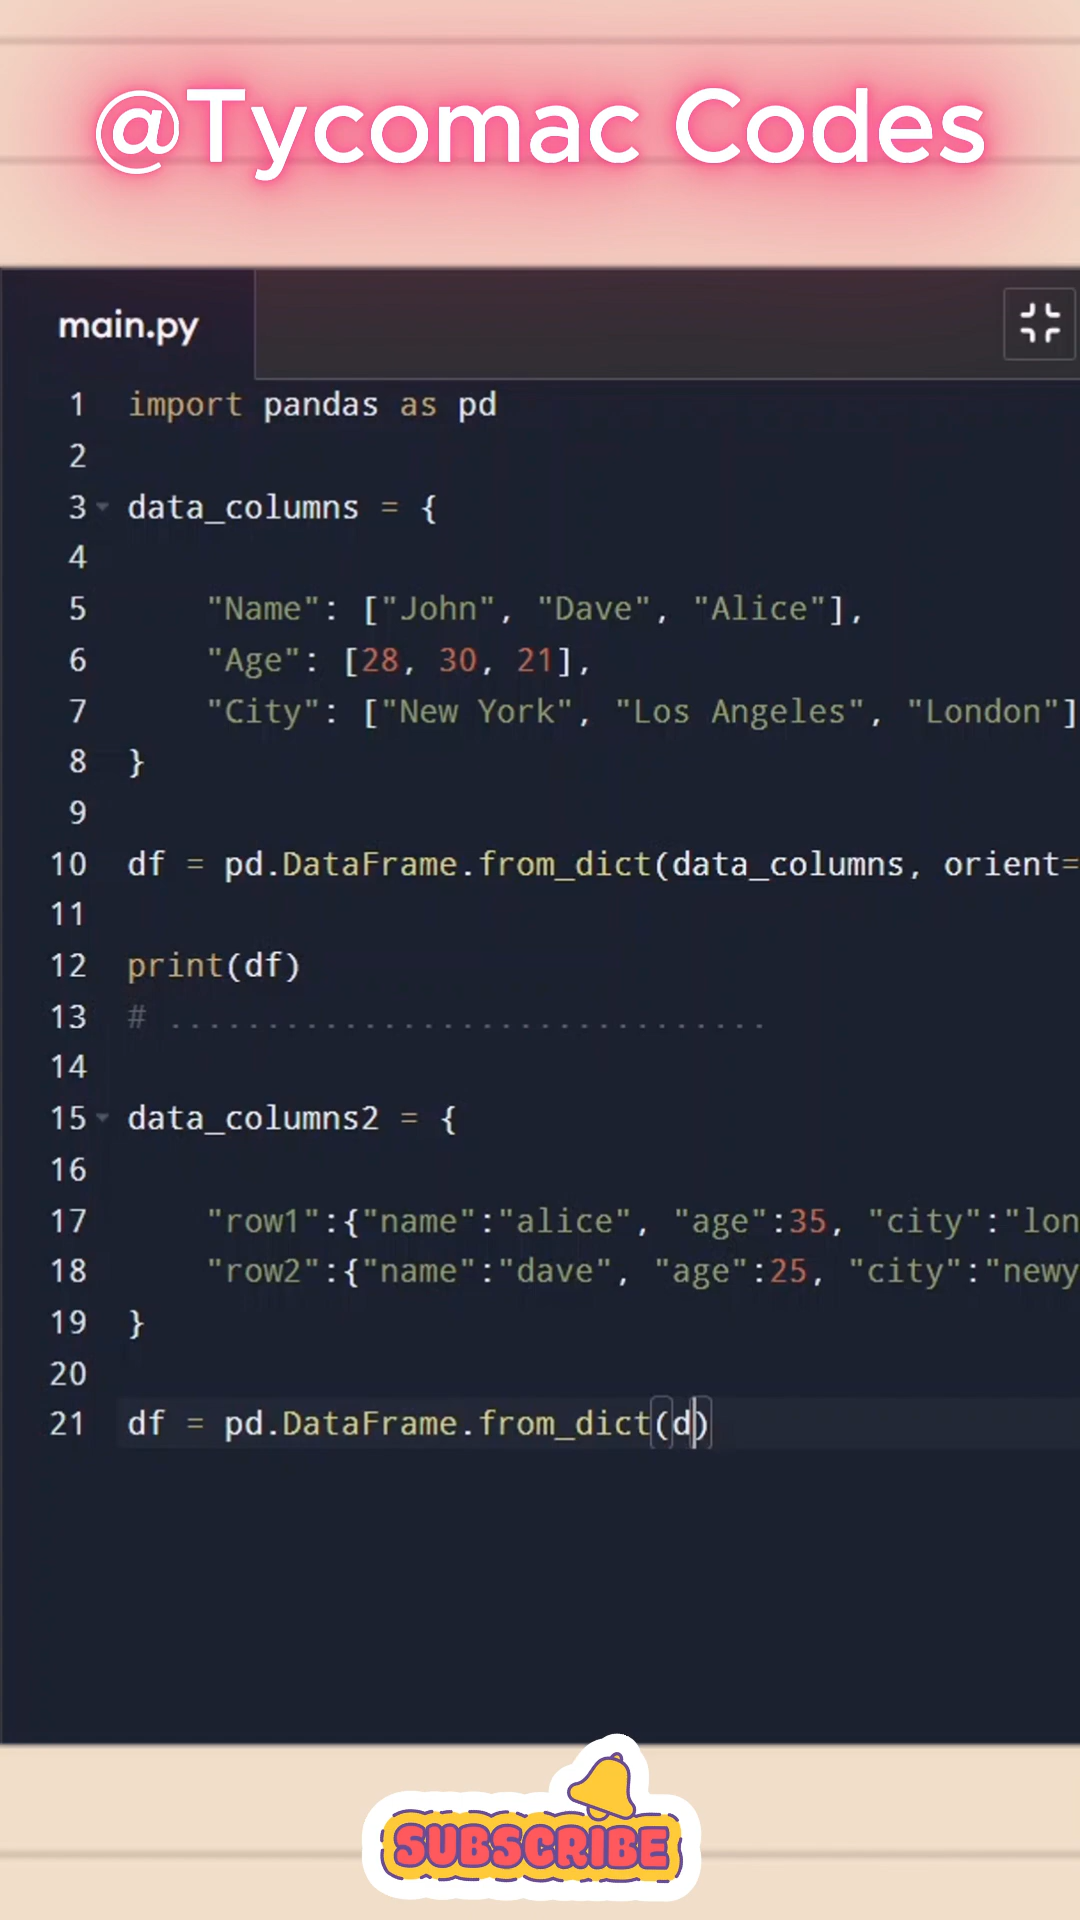 @Tycomac Codes
main.py
1 import pandas as pd
2
3 data_columns = {
4
5 "Name": ["John", "Dave", "Alice"],
6 "Age": [28, 30, 21],
7 "City": ["New York", "Los Angeles", "London"]
8 }
9
10 df = pd.DataFrame.from_dict(data_columns, orient=
11
12 print(df)
13 # ...............................
14
15 data_columns2 = {
16
17 "row1":{"name":"alice", "age":35, "city":"lon
18 "row2":{"name":"dave", "age":25, "city":"newy
19 }
20
21 df = pd.DataFrame.from_dict(d)
SUBSCRIBE